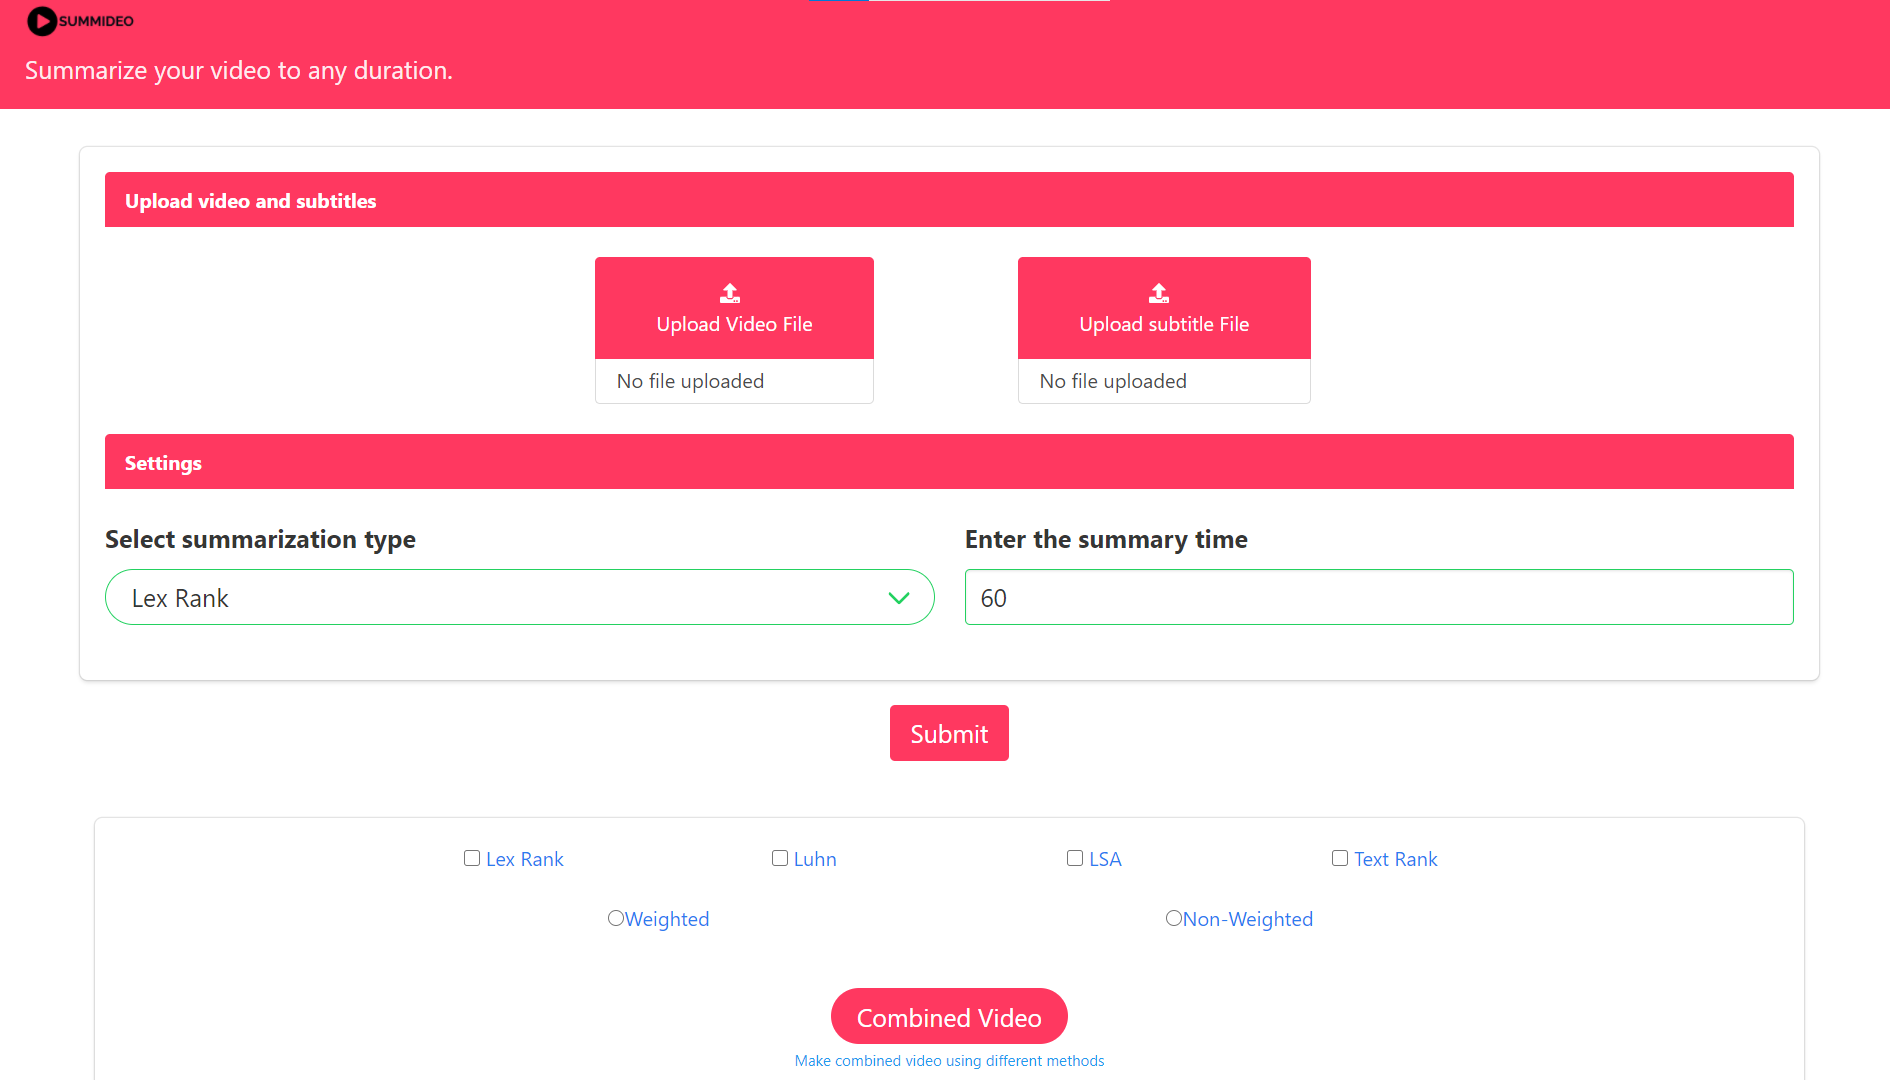 SUMMIDEO
Summarize your video to any duration.
Upload video and subtitles
Upload Video File
No file uploaded
Upload subtitle File
No file uploaded
Settings
Select summarization type
Lex Rank
Enter the summary time
60
Submit
Lex Rank
Luhn
LSA
Text Rank
Weighted
Non-Weighted
Combined Video
Make combined video using different methods